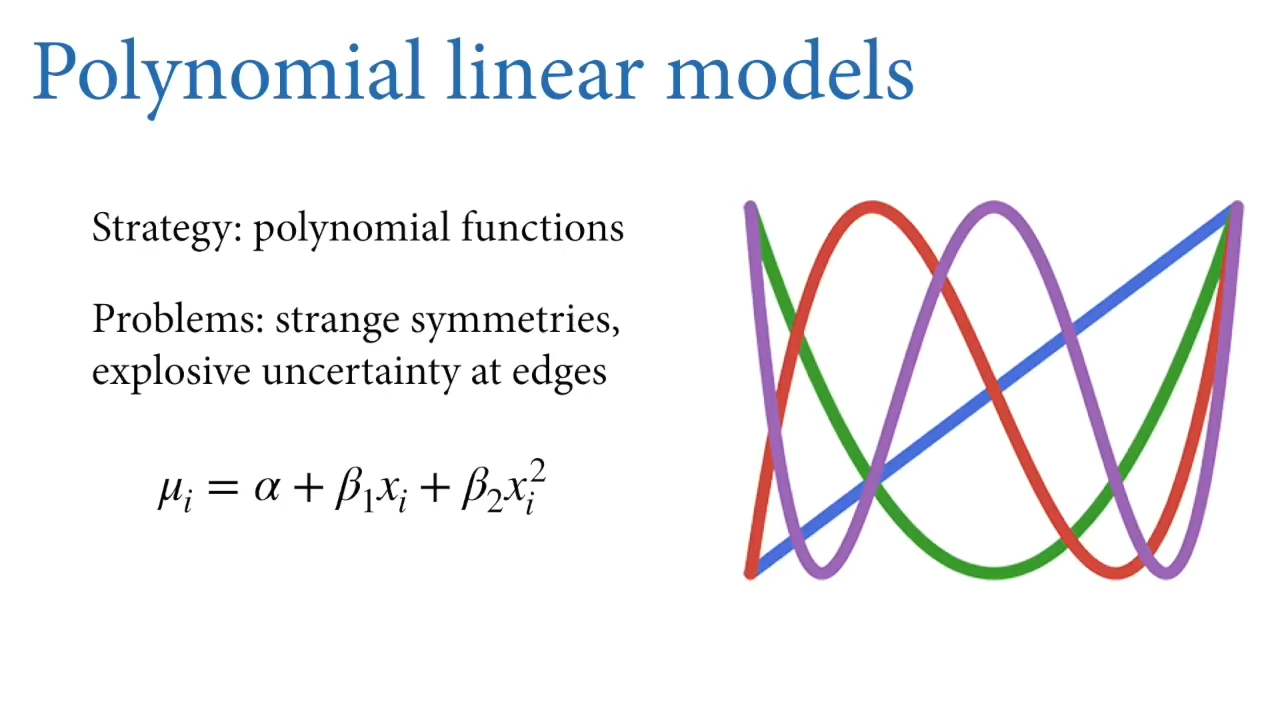 Polynomial linear models
Strategy: polynomial functions
Problems: strange symmetries,
explosive uncertainty at edges
μᵢ = α + β₁xᵢ + β₂xᵢ²